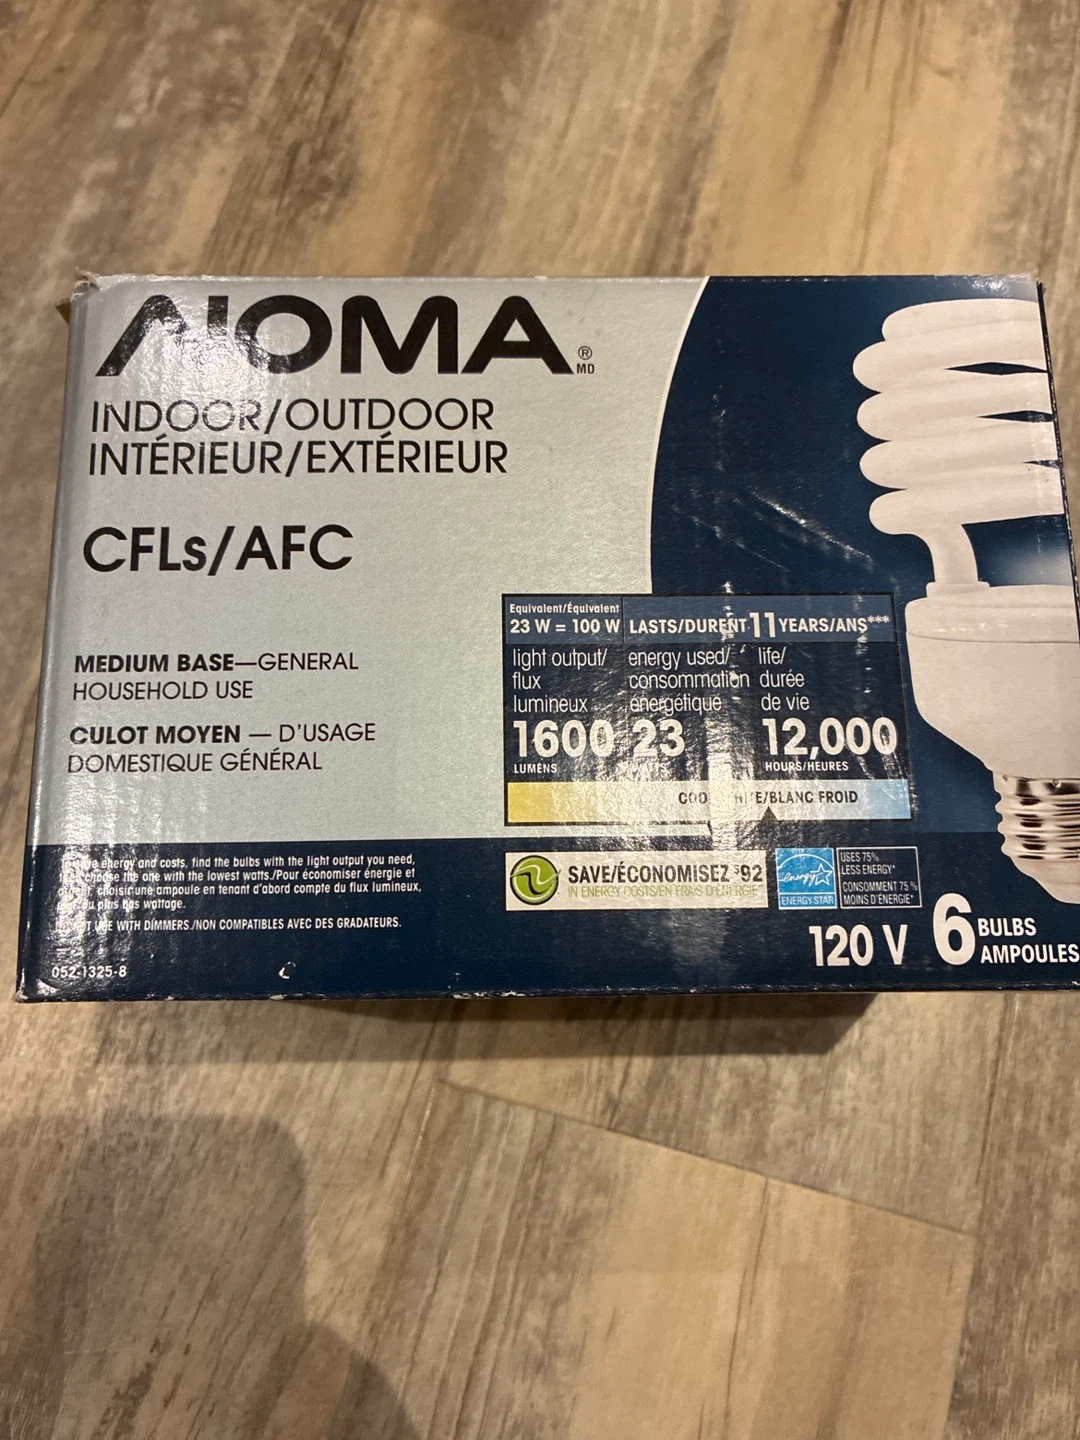 NOMA
® MD
INDOOR/OUTDOOR
INTÉRIEUR/EXTÉRIEUR
CFLs/AFC
MEDIUM BASE—GENERAL
HOUSEHOLD USE
CULOT MOYEN — D'USAGE
DOMESTIQUE GÉNÉRAL
Equivalent/Équivalent
23 W = 100 W
LASTS/DURENT 11 YEARS/ANS***
light output/
flux
lumineux
1600
LUMENS
energy used/
consommation
énergétique
23
life/
durée
de vie
12,000
HOURS/HEURES
FROID
energy and costs, find the bulbs with the light output you need,
choose the one with the lowest watts./Pour économiser énergie et
choisir une ampoule en tenant d'abord compte du flux lumineux,
du plus bas wattage.
USE WITH DIMMERS./NON COMPATIBLES AVEC DES GRADATEURS.
052-1325-8
SAVE/ÉCONOMISEZ $92
IN ENERGY COSTS/EN FRAIS D'ÉNERGIE
energy
ENERGY STAR
USES 75%
LESS ENERGY*
CONSOMMENT 75 %
MOINS D'ÉNERGIE*
120 V
6 BULBS
AMPOULES